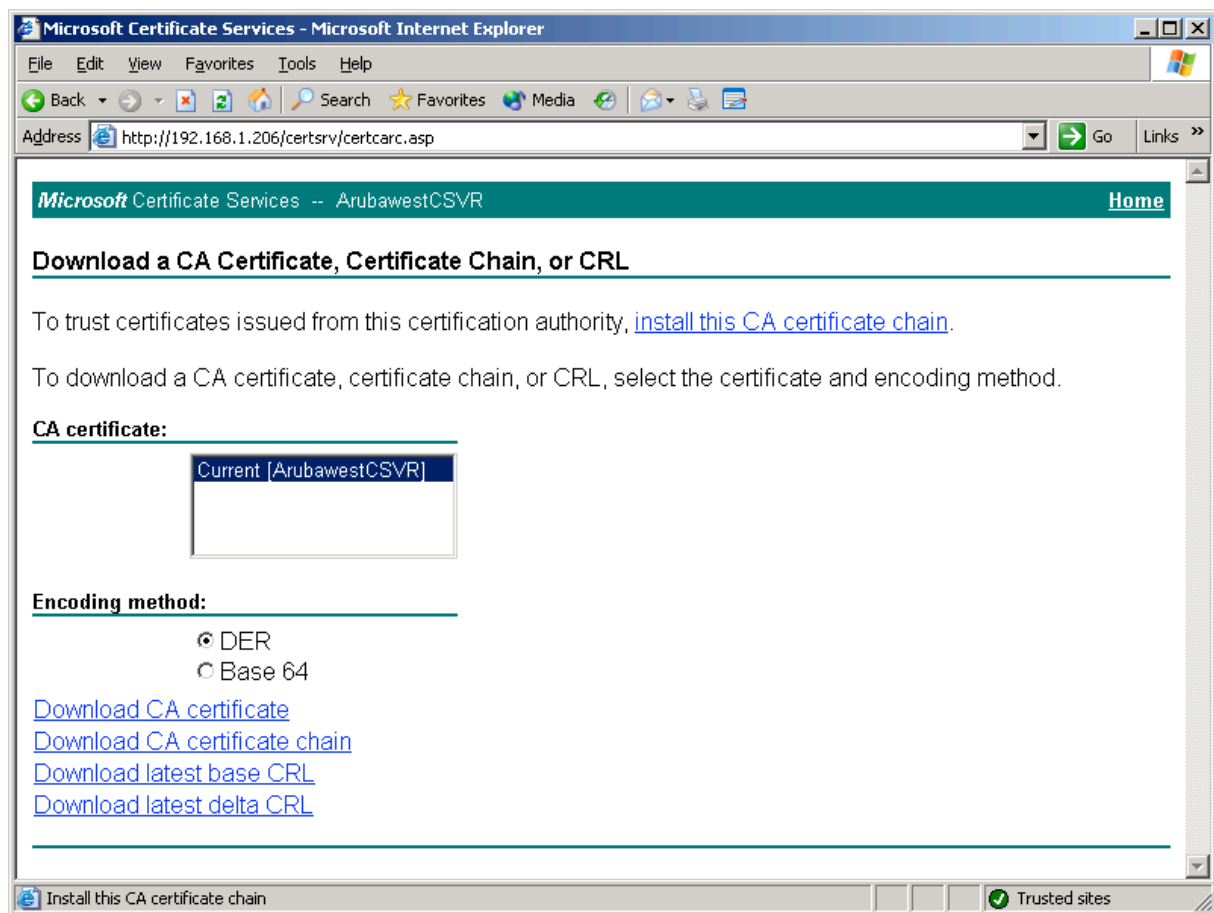 Microsoft Certificate Services - Microsoft Internet Explorer
File Edit View Favorites Tools Help
Back Search Favorites Media
Address http://192.168.1.206/certsrv/certcarc.asp Go Links »
Microsoft Certificate Services -- ArubawestCSVR Home
Download a CA Certificate, Certificate Chain, or CRL
To trust certificates issued from this certification authority, install this CA certificate chain.
To download a CA certificate, certificate chain, or CRL, select the certificate and encoding method.
CA certificate:
Current [ArubawestCSVR]
Encoding method:
DER
Base 64
Download CA certificate
Download CA certificate chain
Download latest base CRL
Download latest delta CRL
Install this CA certificate chain Trusted sites